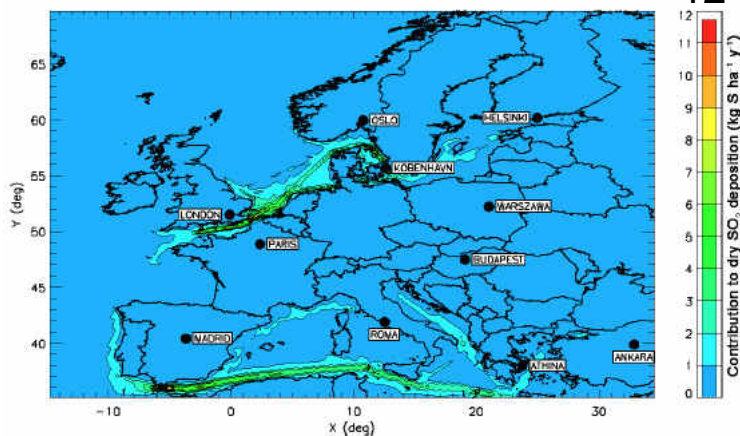 12
65
60
55
50
45
40
Y (deg)
-10
0
10
20
30
X (deg)
OSLO
HELSINKI
KOBENHAVN
LONDON
WARSZAWA
PARIS
BUDAPEST
MADRID
ROMA
ATHINA
ANKARA
12
11
10
9
8
7
6
5
4
3
2
1
0
Contribution to dry SO₂ deposition (kg S ha⁻¹ y⁻¹)